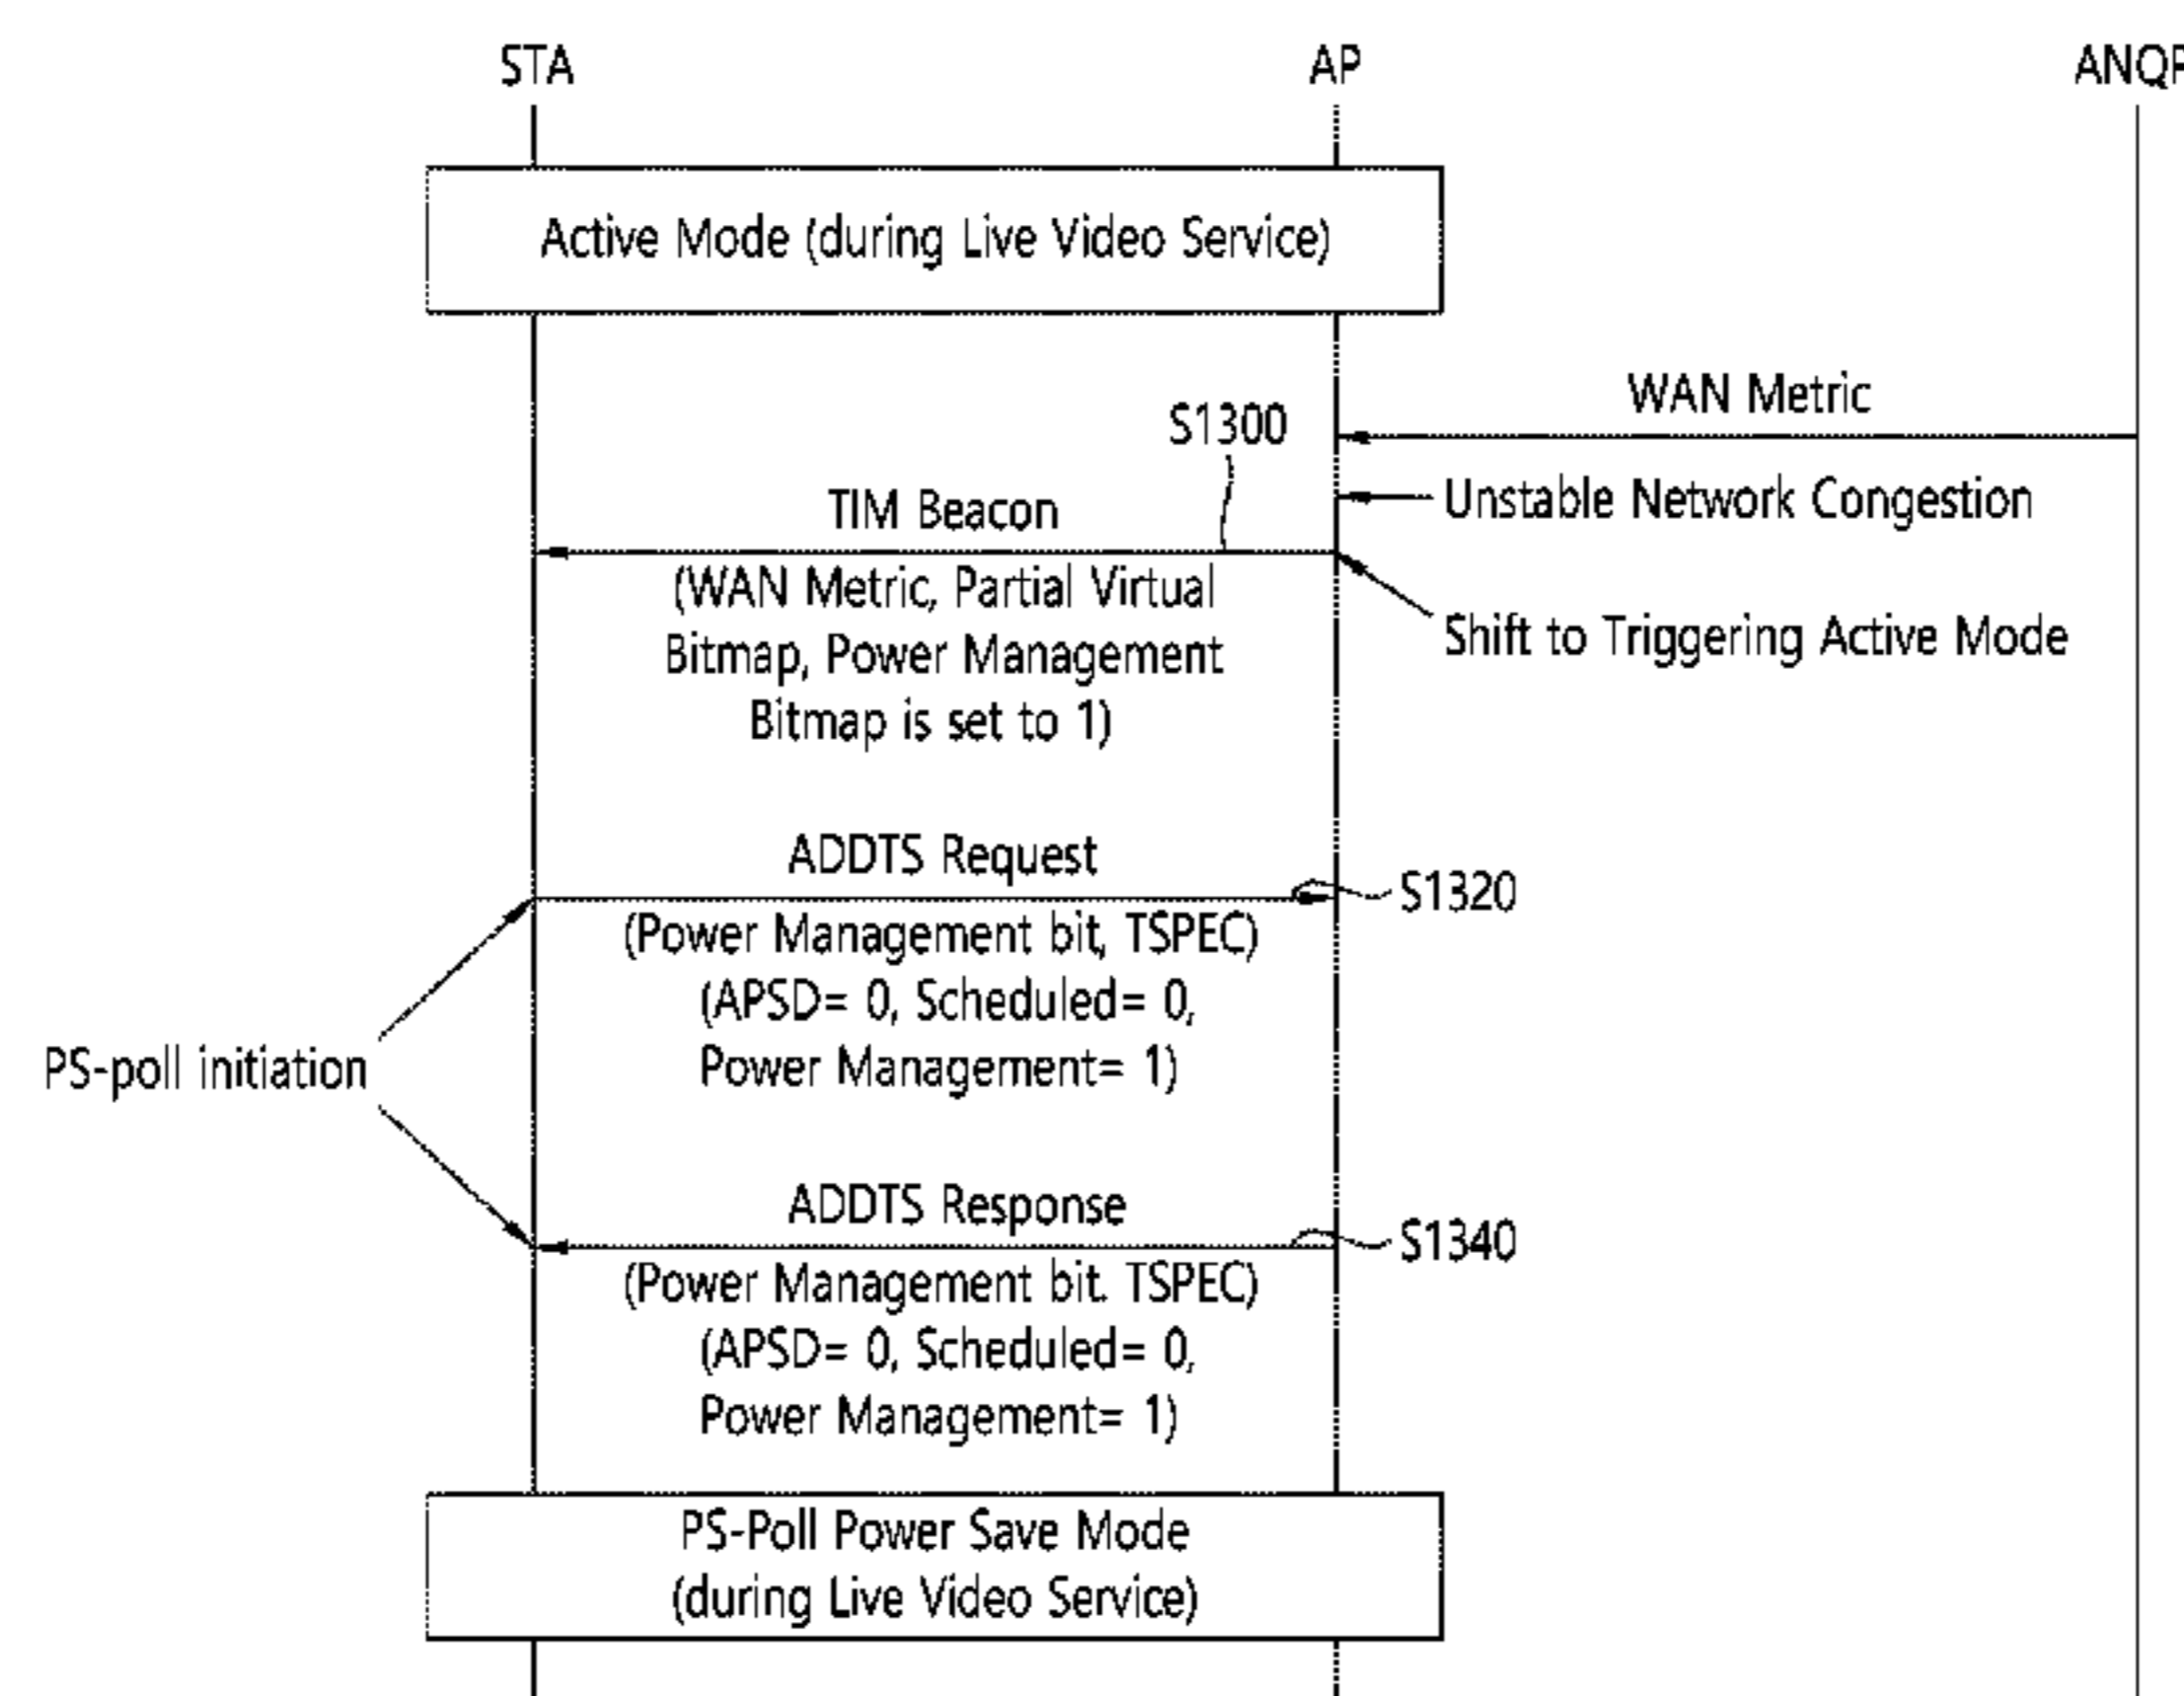 STA
AP
ANQP
Active Mode (during Live Video Service)
WAN Metric
S1300
Unstable Network Congestion
TIM Beacon
(WAN Metric, Partial Virtual
Bitmap, Power Management
Bitmap is set to 1)
Shift to Triggering Active Mode
ADDTS Request
S1320
(Power Management bit, TSPEC)
(APSD= 0, Scheduled= 0,
Power Management= 1)
PS-poll initiation
ADDTS Response
S1340
(Power Management bit. TSPEC)
(APSD= 0, Scheduled= 0,
Power Management= 1)
PS-Poll Power Save Mode
(during Live Video Service)